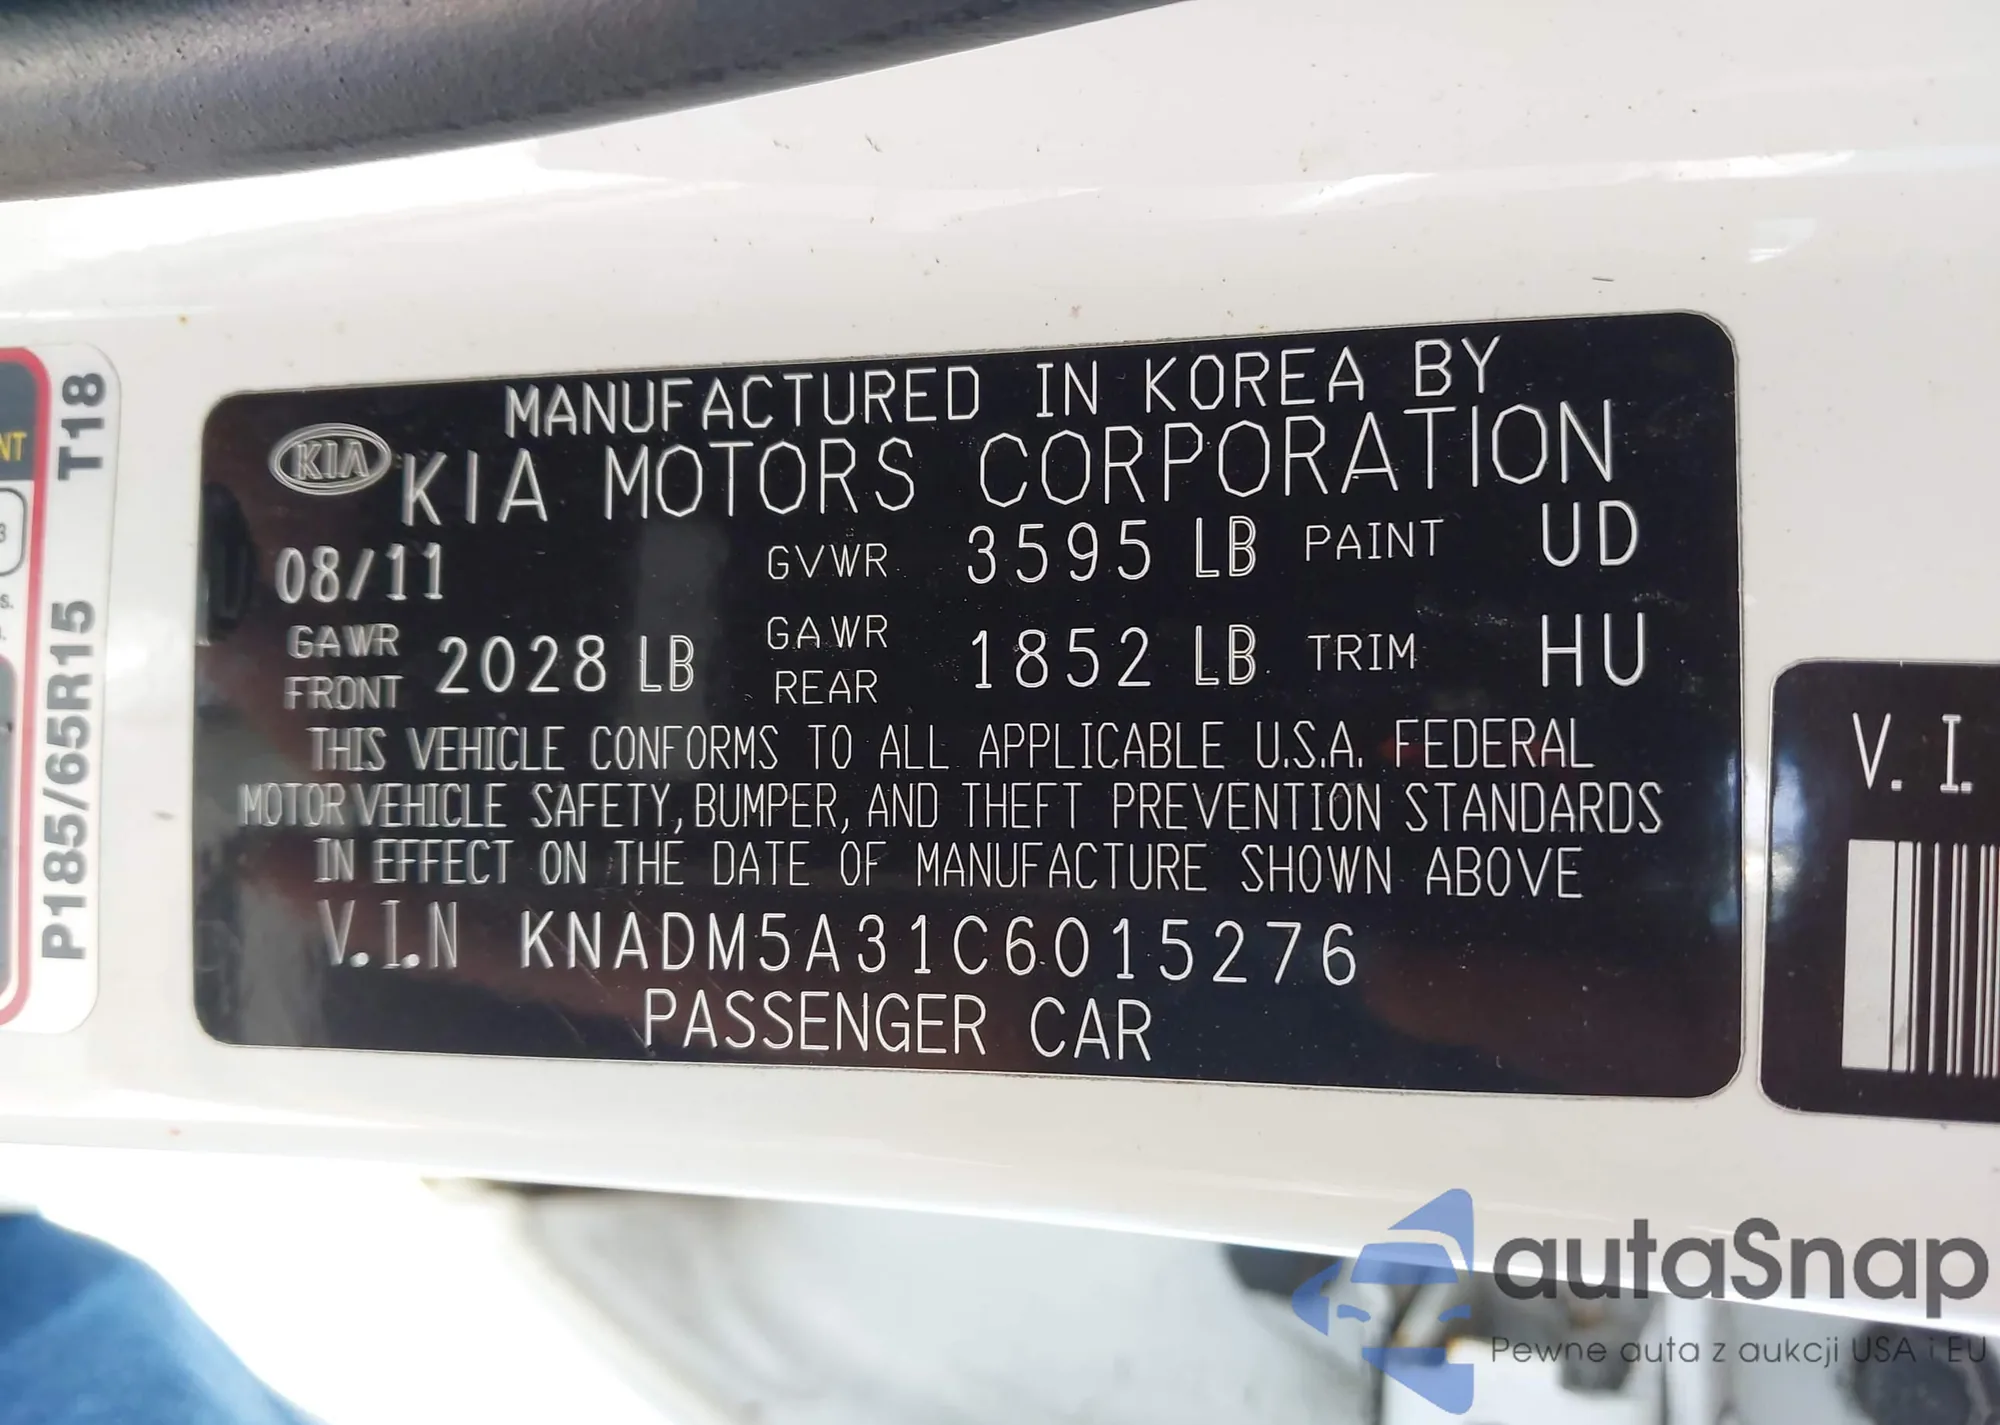 MANUFACTURED IN KOREA BY
KIA
KIA MOTORS CORPORATION
08/11 GVWR 3595 LB PAINT UD
GAWR FRONT 2028 LB GAWR REAR 1852 LB TRIM HU
THIS VEHICLE CONFORMS TO ALL APPLICABLE U.S.A. FEDERAL
MOTOR VEHICLE SAFETY, BUMPER, AND THEFT PREVENTION STANDARDS
IN EFFECT ON THE DATE OF MANUFACTURE SHOWN ABOVE
V.I.N KNADM5A31C6015276
PASSENGER CAR
P185/65R15 T18
NT
3
s.
V.I.
autaSnap
Pewne auta z aukcji USA i EU